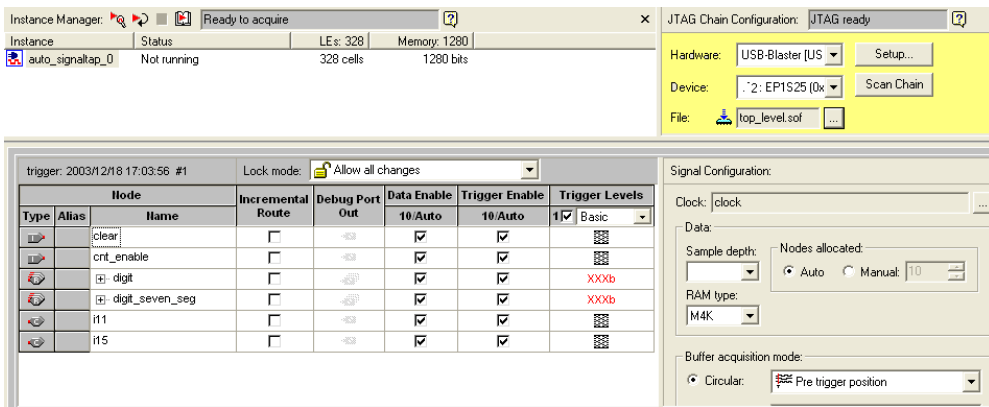 Instance Manager: Ready to acquire
Instance Status LEs: 328 Memory: 1280
auto_signaltap_0 Not running 328 cells 1280 bits
JTAG Chain Configuration: JTAG ready
Hardware: USB-Blaster [US Setup...
Device: 2: EP1S25 (0x Scan Chain
File: top_level.sof ...
trigger: 2003/12/18 17:03:56 #1 Lock mode: Allow all changes
Node Incremental Route Debug Port Out Data Enable Trigger Enable Trigger Levels
Type Alias Name 10/Auto 10/Auto 1 Basic
clear
cnt_enable
digit XXXb
digit_seven_seg XXXb
i11
i15
Signal Configuration:
Clock: clock ...
Data:
Sample depth: Nodes allocated:
Auto Manual: 10
RAM type:
M4K
Buffer acquisition mode:
Circular: Pre trigger position